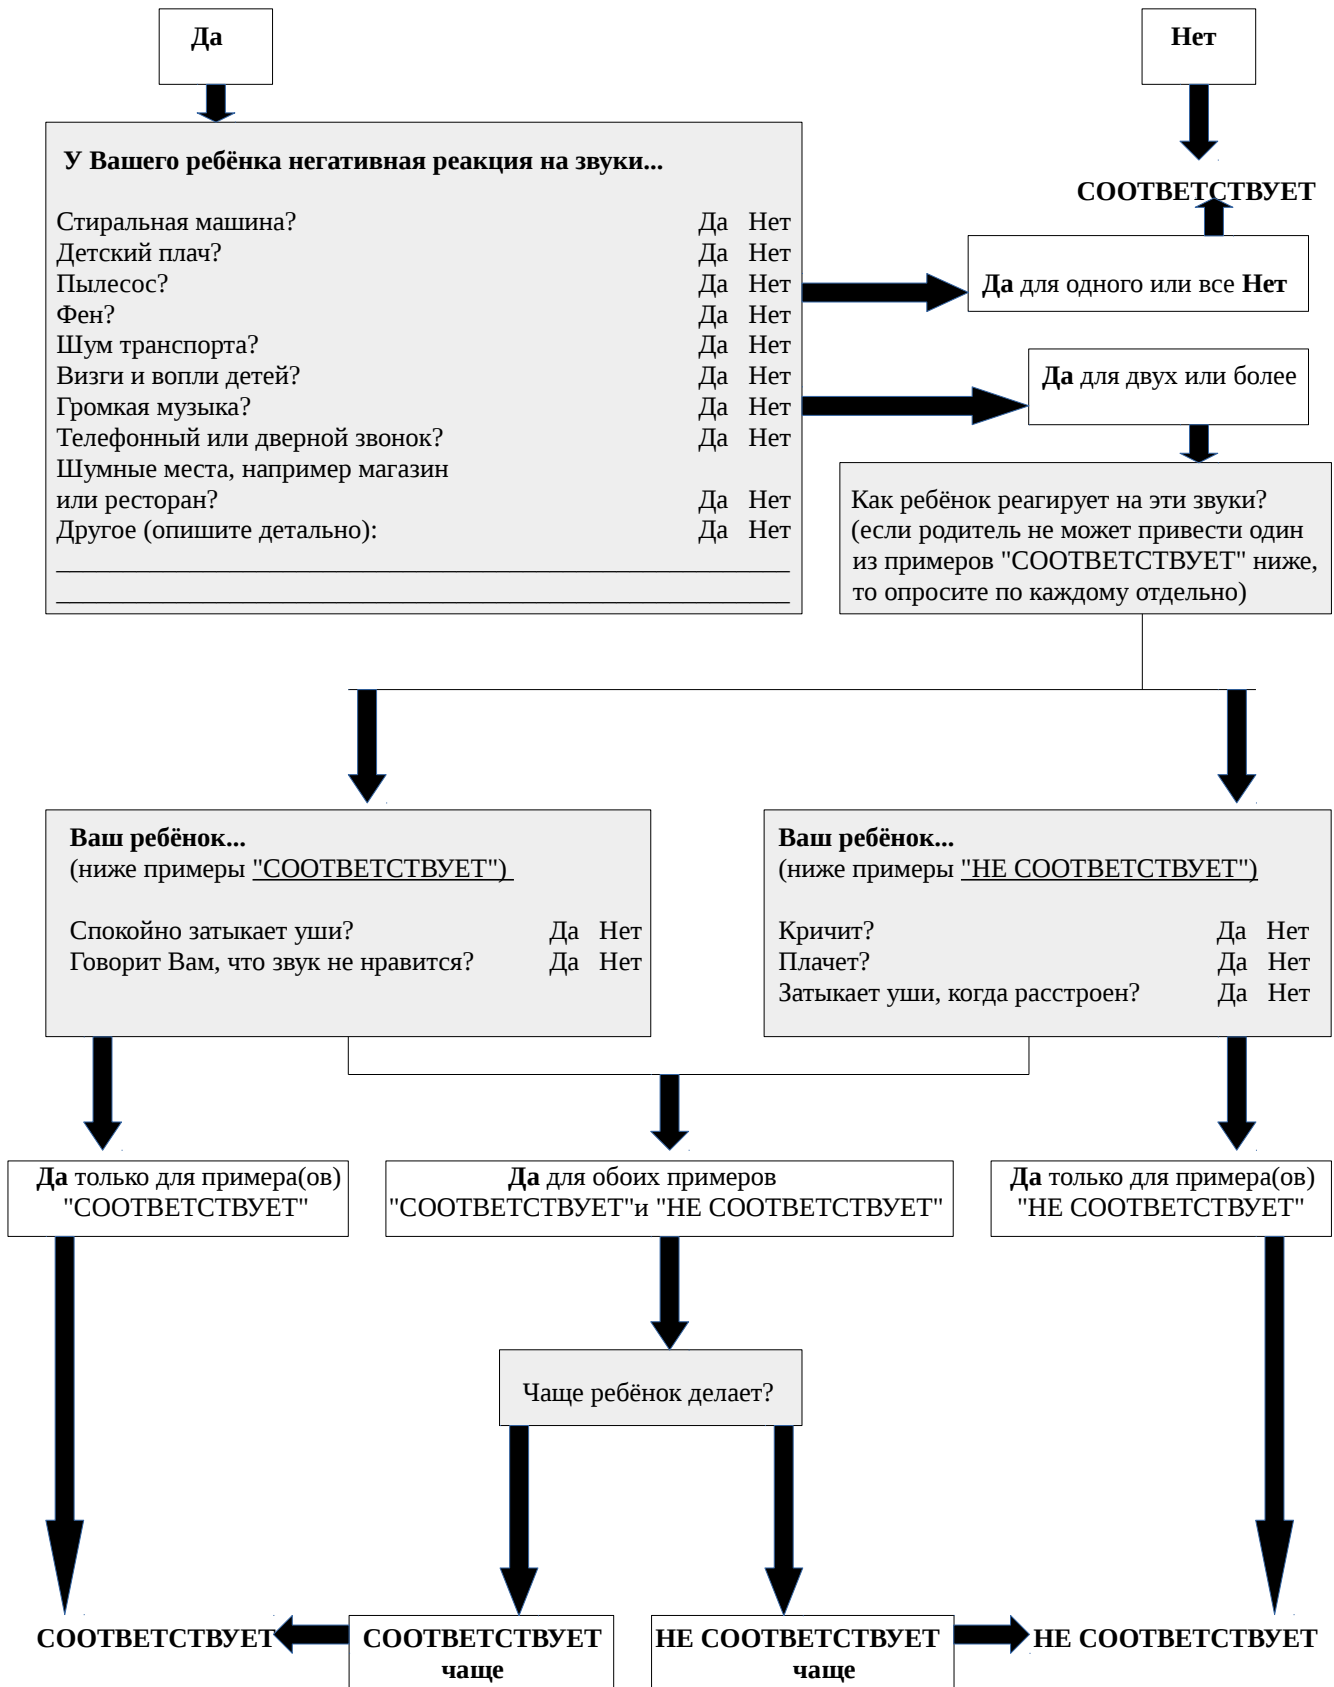 Да
Нет
У Вашего ребёнка негативная реакция на звуки...
Стиральная машина? Да Нет
Детский плач? Да Нет
Пылесос? Да Нет
Фен? Да Нет
Шум транспорта? Да Нет
Визги и вопли детей? Да Нет
Громкая музыка? Да Нет
Телефонный или дверной звонок? Да Нет
Шумные места, например магазин
или ресторан? Да Нет
Другое (опишите детально): Да Нет
СООТВЕТСТВУЕТ
Да для одного или все Нет
Да для двух или более
Как ребёнок реагирует на эти звуки?
(если родитель не может привести один
из примеров "СООТВЕТСТВУЕТ" ниже,
то опросите по каждому отдельно)
Ваш ребёнок...
(ниже примеры "СООТВЕТСТВУЕТ")
Спокойно затыкает уши? Да Нет
Говорит Вам, что звук не нравится? Да Нет
Ваш ребёнок...
(ниже примеры "НЕ СООТВЕТСТВУЕТ")
Кричит? Да Нет
Плачет? Да Нет
Затыкает уши, когда расстроен? Да Нет
Да только для примера(ов)
"СООТВЕТСТВУЕТ"
Да для обоих примеров
"СООТВЕТСТВУЕТ"и "НЕ СООТВЕТСТВУЕТ"
Да только для примера(ов)
"НЕ СООТВЕТСТВУЕТ"
Чаще ребёнок делает?
СООТВЕТСТВУЕТ
СООТВЕТСТВУЕТ
чаще
НЕ СООТВЕТСТВУЕТ
чаще
НЕ СООТВЕТСТВУЕТ